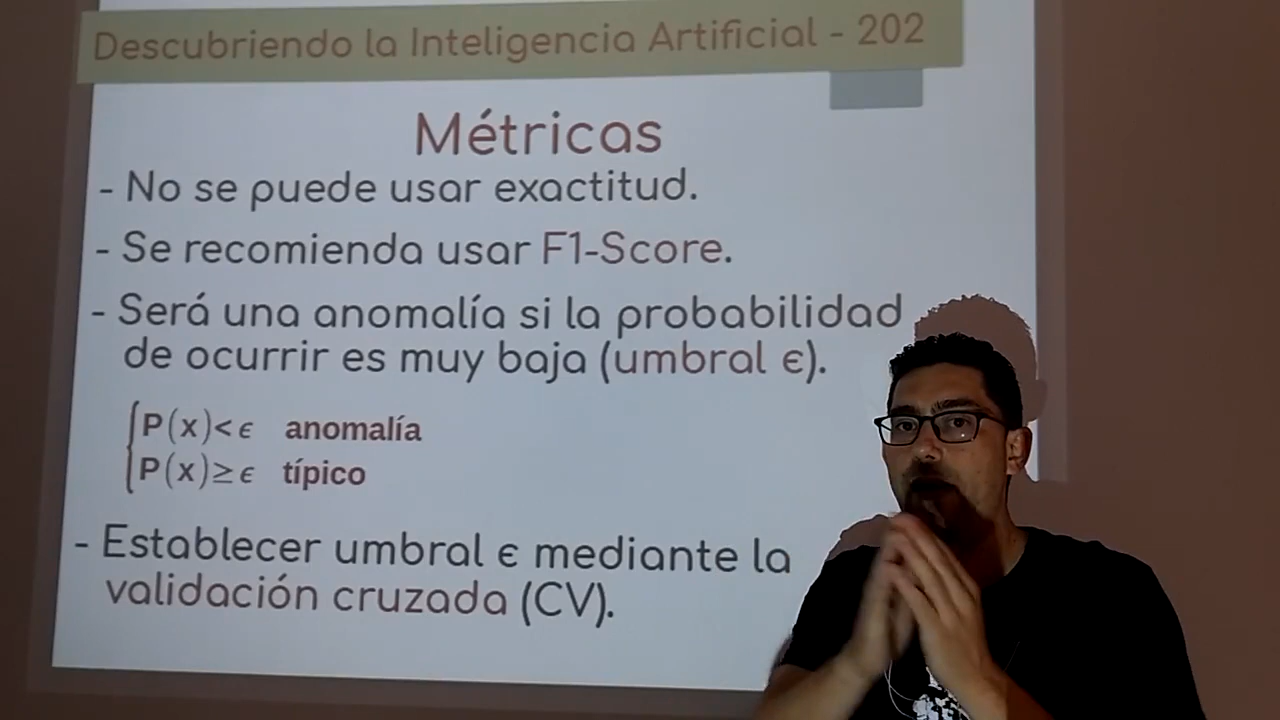 Descubriendo la Inteligencia Artificial - 202
Métricas
- No se puede usar exactitud.
- Se recomienda usar F1-Score.
- Será una anomalía si la probabilidad
de ocurrir es muy baja (umbral ϵ).
P(x)<ϵ anomalía
P(x)≥ϵ típico
- Establecer umbral ϵ mediante la
validación cruzada (CV).